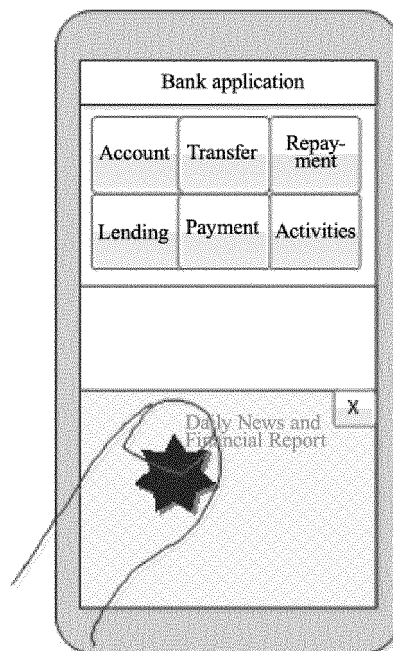 Bank application
Account Transfer Repay-
ment
Lending Payment Activities
X
Daily News and
Financial Report